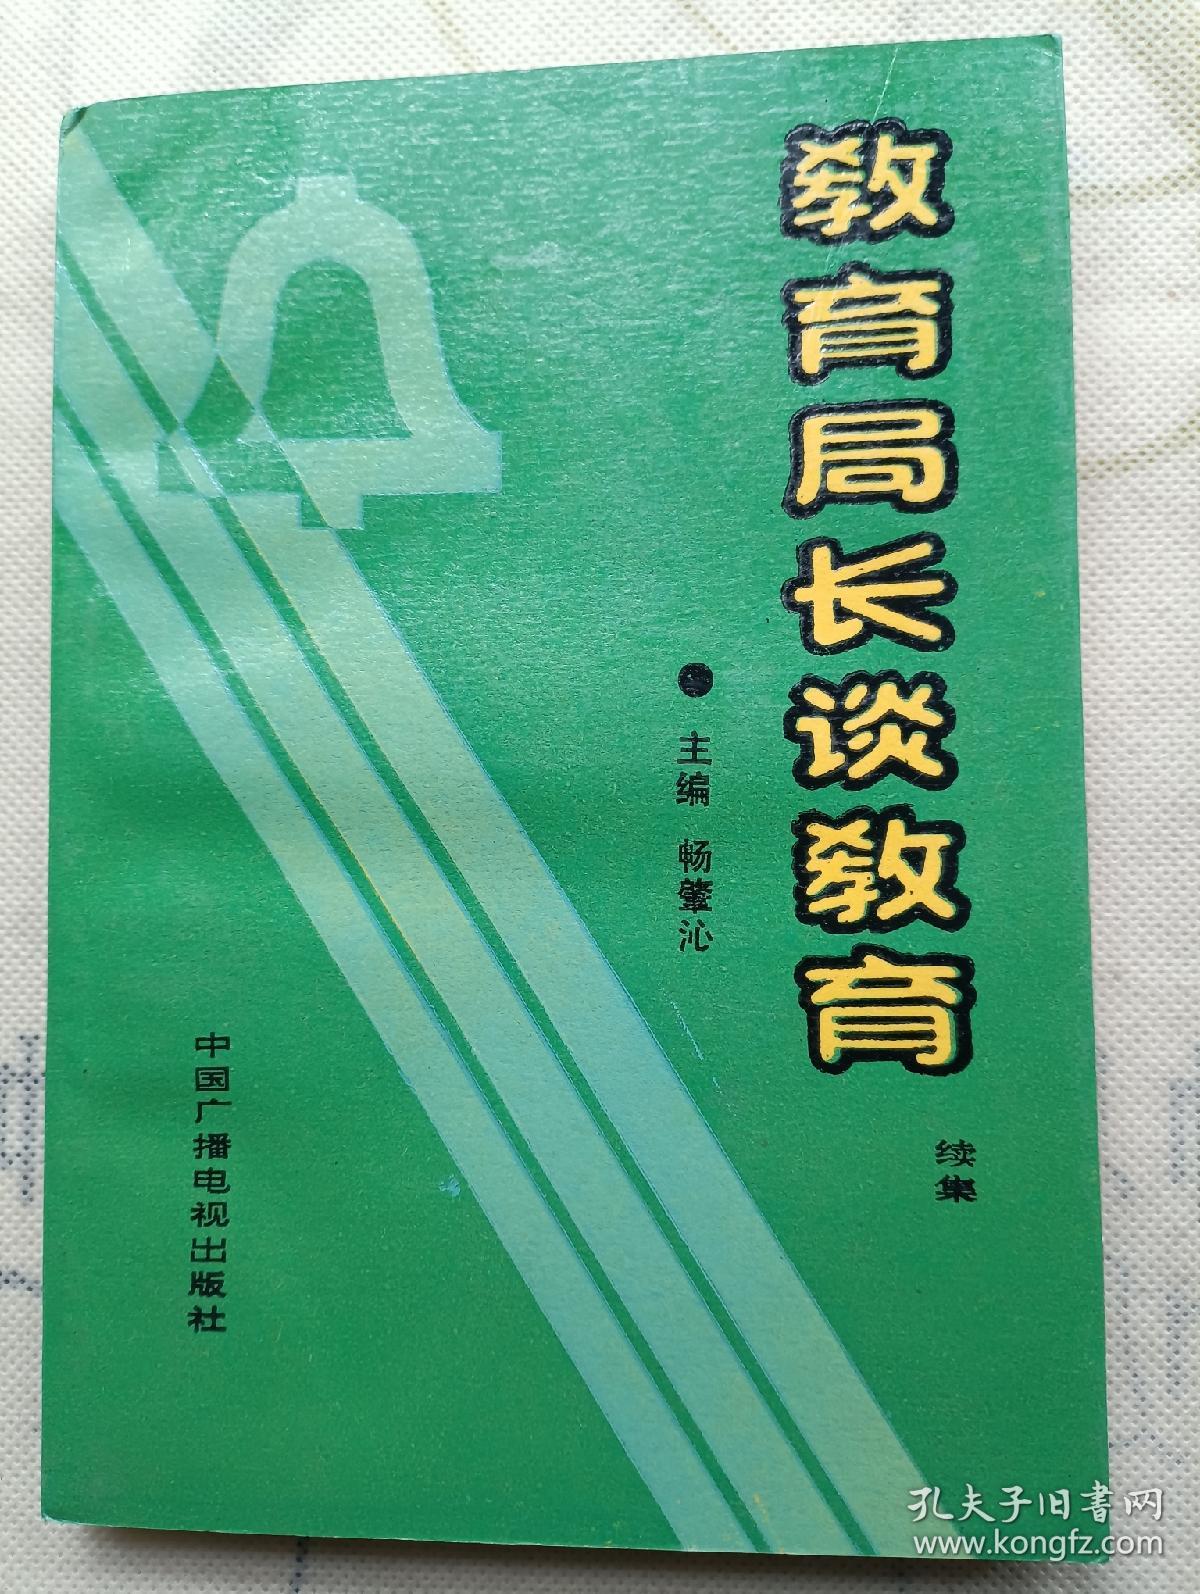 教育局长谈教育
续集
主编 畅肇沁
中国广播电视出版社
孔夫子旧書网
www.kongfz.com